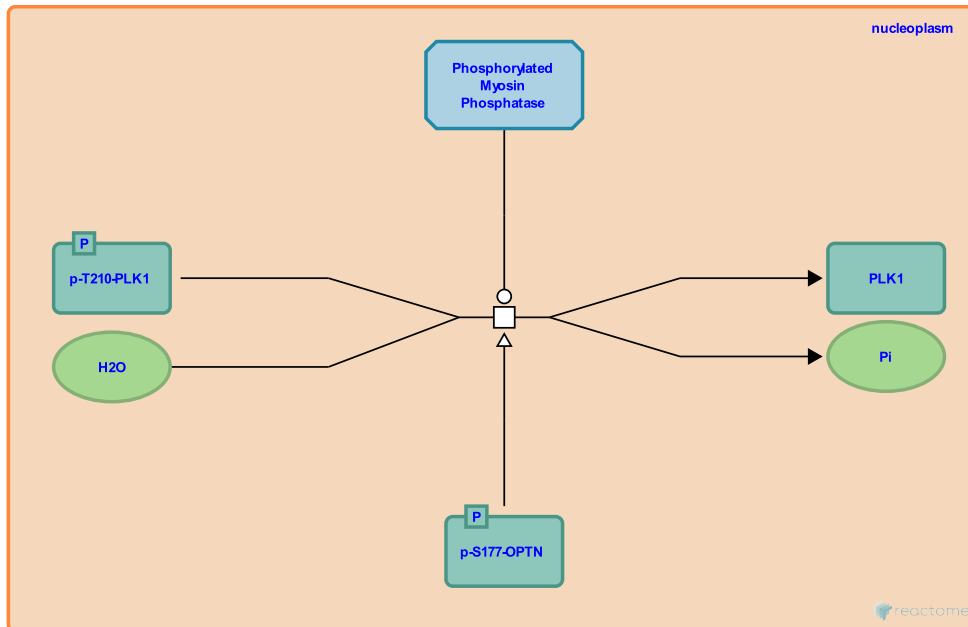 nucleoplasm
Phosphorylated
Myosin
Phosphatase
P
p-T210-PLK1
PLK1
H2O
Pi
P
p-S177-OPTN
reactome